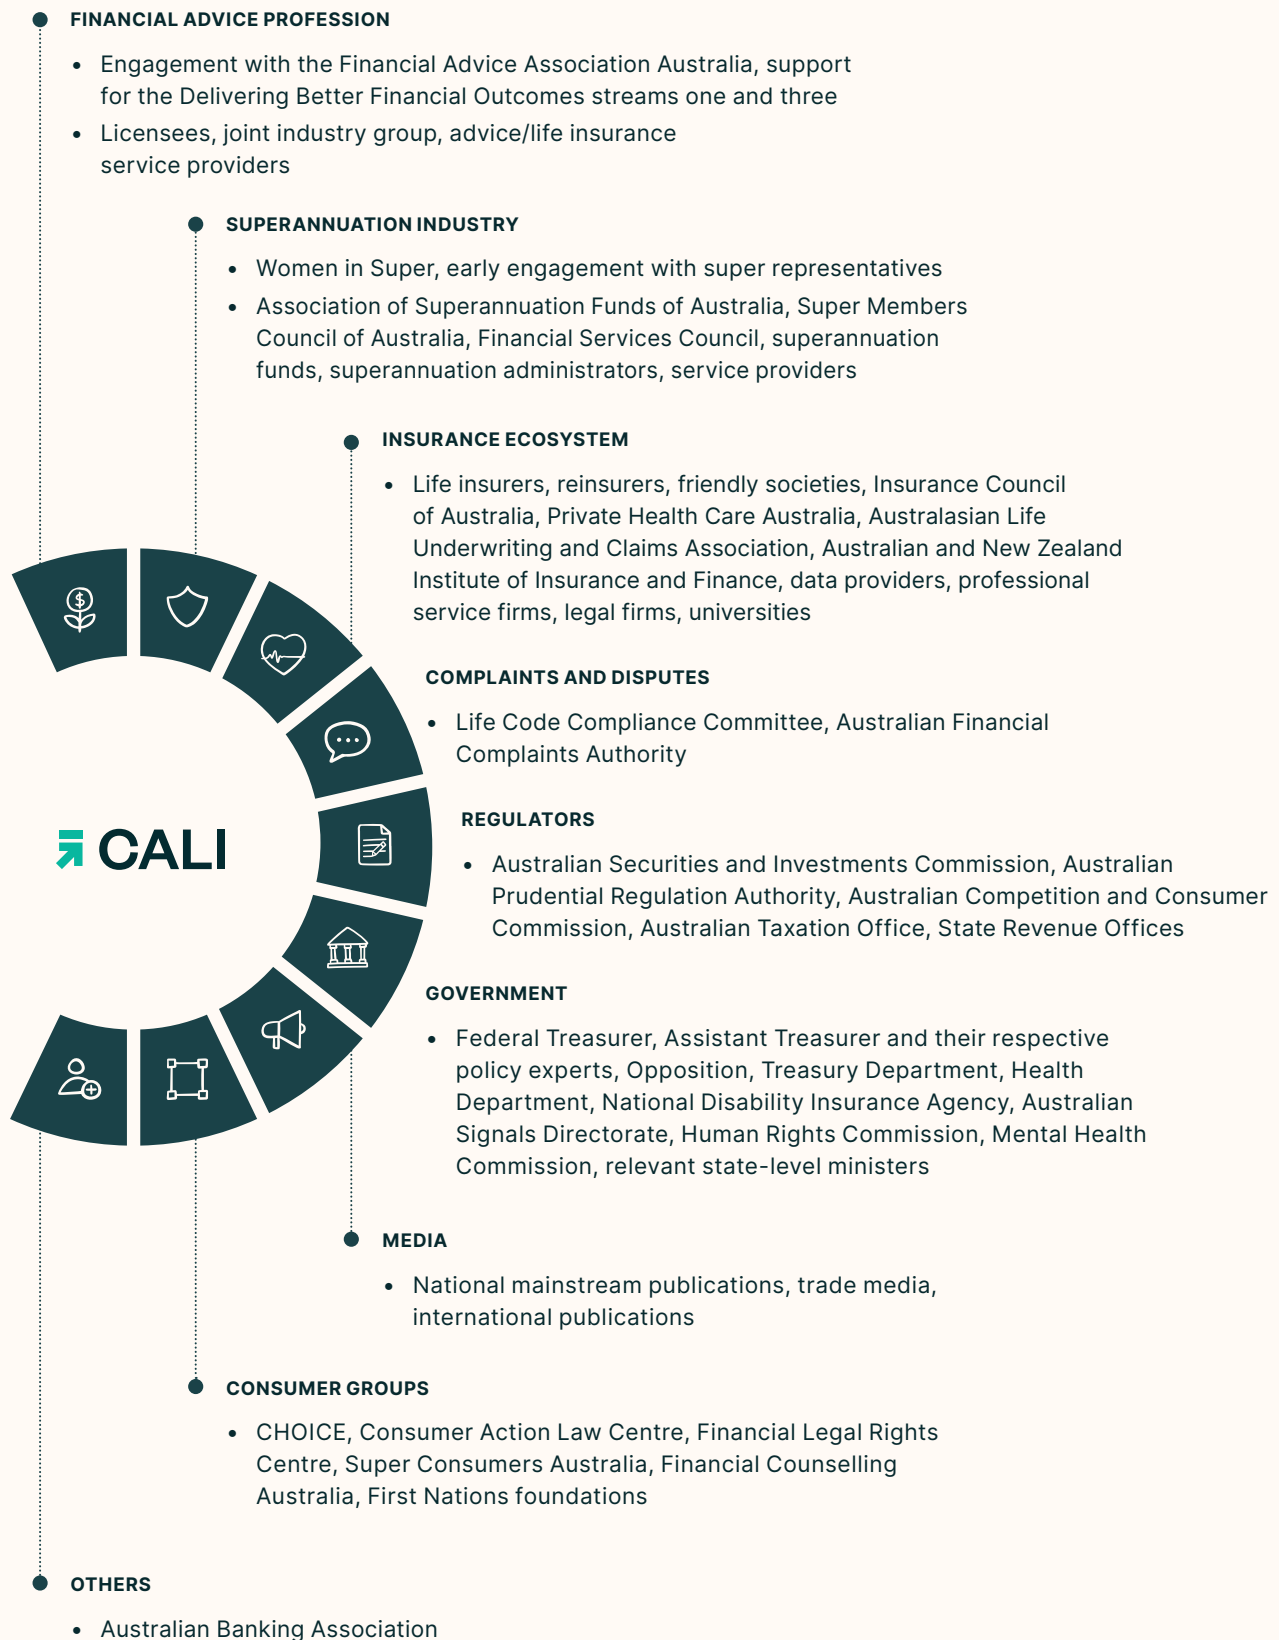 FINANCIAL ADVICE PROFESSION
• Engagement with the Financial Advice Association Australia, support
for the Delivering Better Financial Outcomes streams one and three
• Licensees, joint industry group, advice/life insurance
service providers
SUPERANNUATION INDUSTRY
• Women in Super, early engagement with super representatives
• Association of Superannuation Funds of Australia, Super Members
Council of Australia, Financial Services Council, superannuation
funds, superannuation administrators, service providers
INSURANCE ECOSYSTEM
• Life insurers, reinsurers, friendly societies, Insurance Council
of Australia, Private Health Care Australia, Australasian Life
Underwriting and Claims Association, Australian and New Zealand
Institute of Insurance and Finance, data providers, professional
service firms, legal firms, universities
COMPLAINTS AND DISPUTES
• Life Code Compliance Committee, Australian Financial
Complaints Authority
CALI
REGULATORS
• Australian Securities and Investments Commission, Australian
Prudential Regulation Authority, Australian Competition and Consumer
Commission, Australian Taxation Office, State Revenue Offices
GOVERNMENT
• Federal Treasurer, Assistant Treasurer and their respective
policy experts, Opposition, Treasury Department, Health
Department, National Disability Insurance Agency, Australian
Signals Directorate, Human Rights Commission, Mental Health
Commission, relevant state-level ministers
MEDIA
• National mainstream publications, trade media,
international publications
CONSUMER GROUPS
• CHOICE, Consumer Action Law Centre, Financial Legal Rights
Centre, Super Consumers Australia, Financial Counselling
Australia, First Nations foundations
OTHERS
• Australian Banking Association